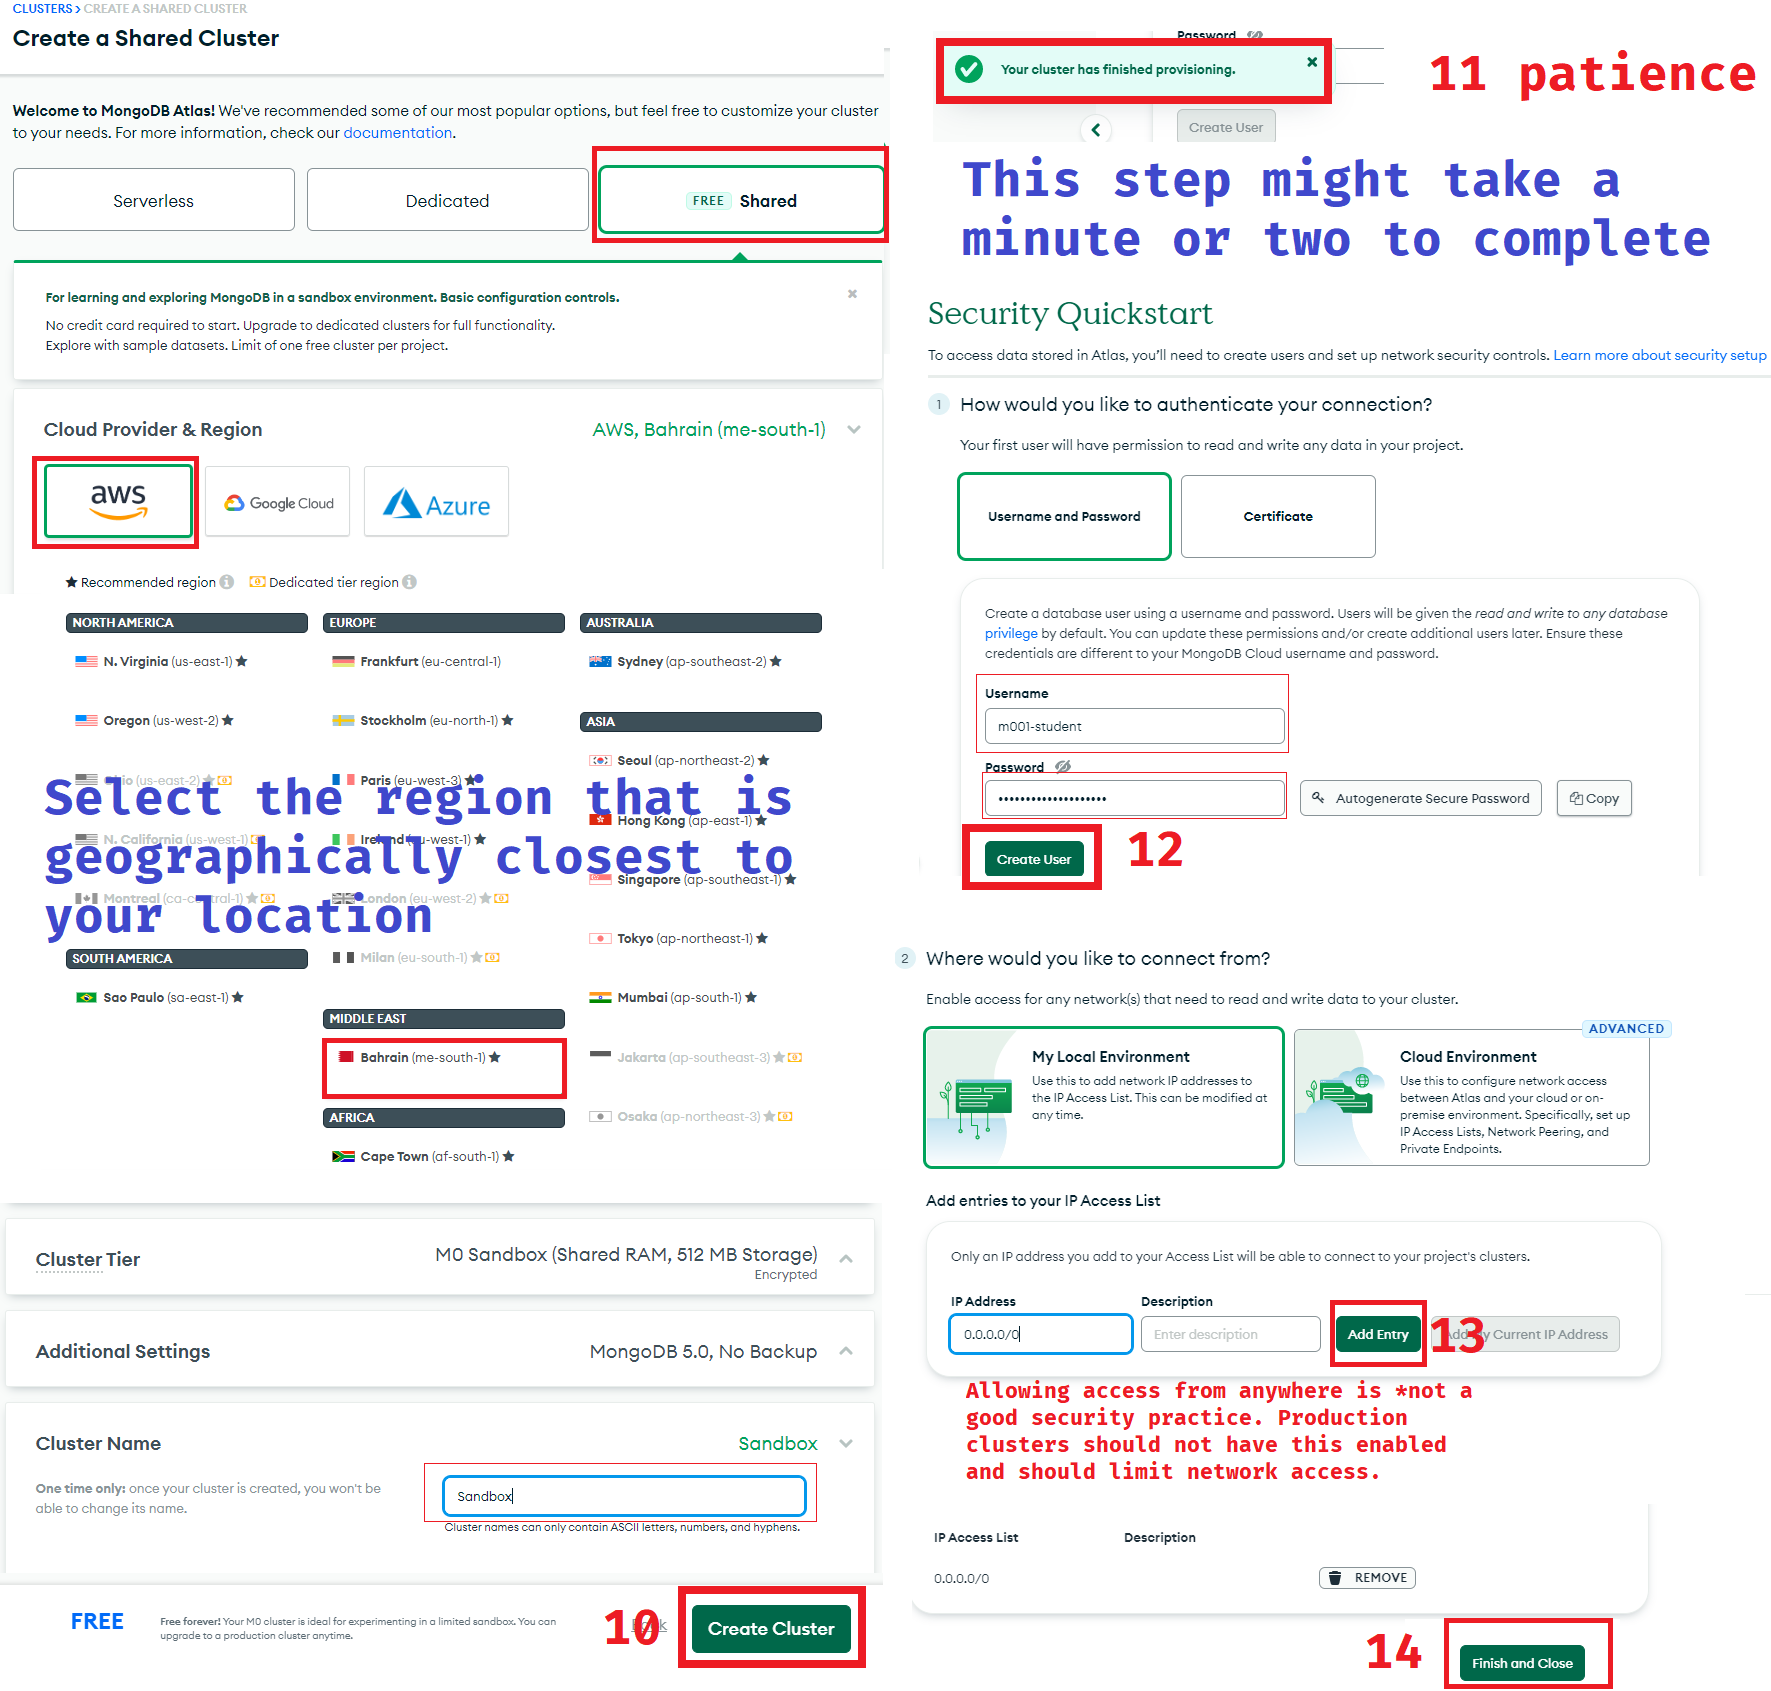 CLUSTERS > CREATE A SHARED CLUSTER
Create a Shared Cluster
Welcome to MongoDB Atlas! We've recommended some of our most popular options, but feel free to customize your cluster
to your needs. For more information, check our documentation.
Serverless
Dedicated
FREE Shared
For learning and exploring MongoDB in a sandbox environment. Basic configuration controls.
No credit card required to start. Upgrade to dedicated clusters for full functionality.
Explore with sample datasets. Limit of one free cluster per project.
Cloud Provider & Region
AWS, Bahrain (me-south-1)
aws
Google Cloud
Azure
Recommended region
Dedicated tier region
NORTH AMERICA
N. Virginia (us-east-1)
Oregon (us-west-2)
Ohio (us-east-2)
N. California (us-west-1)
Montreal (ca-central-1)
SOUTH AMERICA
Sao Paulo (sa-east-1)
EUROPE
Frankfurt (eu-central-1)
Stockholm (eu-north-1)
Paris (eu-west-3)
Ireland (eu-west-1)
London (eu-west-2)
Milan (eu-south-1)
MIDDLE EAST
Bahrain (me-south-1)
AFRICA
Cape Town (af-south-1)
AUSTRALIA
Sydney (ap-southeast-2)
ASIA
Seoul (ap-northeast-2)
Hong Kong (ap-east-1)
Singapore (ap-southeast-1)
Tokyo (ap-northeast-1)
Mumbai (ap-south-1)
Jakarta (ap-southeast-3)
Osaka (ap-northeast-3)
Select the region that is
geographically closest to
your location
Cluster Tier
M0 Sandbox (Shared RAM, 512 MB Storage)
Encrypted
Additional Settings
MongoDB 5.0, No Backup
Cluster Name
Sandbox
One time only: once your cluster is created, you won't be
able to change its name.
Sandbox
Cluster names can only contain ASCII letters, numbers, and hyphens.
FREE
Free forever! Your M0 cluster is ideal for experimenting in a limited sandbox. You can
upgrade to a production cluster anytime.
10
Back
Create Cluster
Password
Your cluster has finished provisioning.
11 patience
Create User
This step might take a
minute or two to complete
Security Quickstart
To access data stored in Atlas, you'll need to create users and set up network security controls. Learn more about security setup
1 How would you like to authenticate your connection?
Your first user will have permission to read and write any data in your project.
Username and Password
Certificate
Create a database user using a username and password. Users will be given the read and write to any database
privilege by default. You can update these permissions and/or create additional users later. Ensure these
credentials are different to your MongoDB Cloud username and password.
Username
m001-student
Password
Autogenerate Secure Password
Copy
Create User
12
2 Where would you like to connect from?
Enable access for any network(s) that need to read and write data to your cluster.
My Local Environment
Use this to add network IP addresses to
the IP Access List. This can be modified at
any time.
ADVANCED
Cloud Environment
Use this to configure network access
between Atlas and your cloud or on-
premise environment. Specifically, set up
IP Access Lists, Network Peering, and
Private Endpoints.
Add entries to your IP Access List
Only an IP address you add to your Access List will be able to connect to your project's clusters.
IP Address
Description
0.0.0.0/0
Enter description
Add Entry
13
Add My Current IP Address
Allowing access from anywhere is *not a
good security practice. Production
clusters should not have this enabled
and should limit network access.
IP Access List
Description
0.0.0.0/0
REMOVE
14
Finish and Close